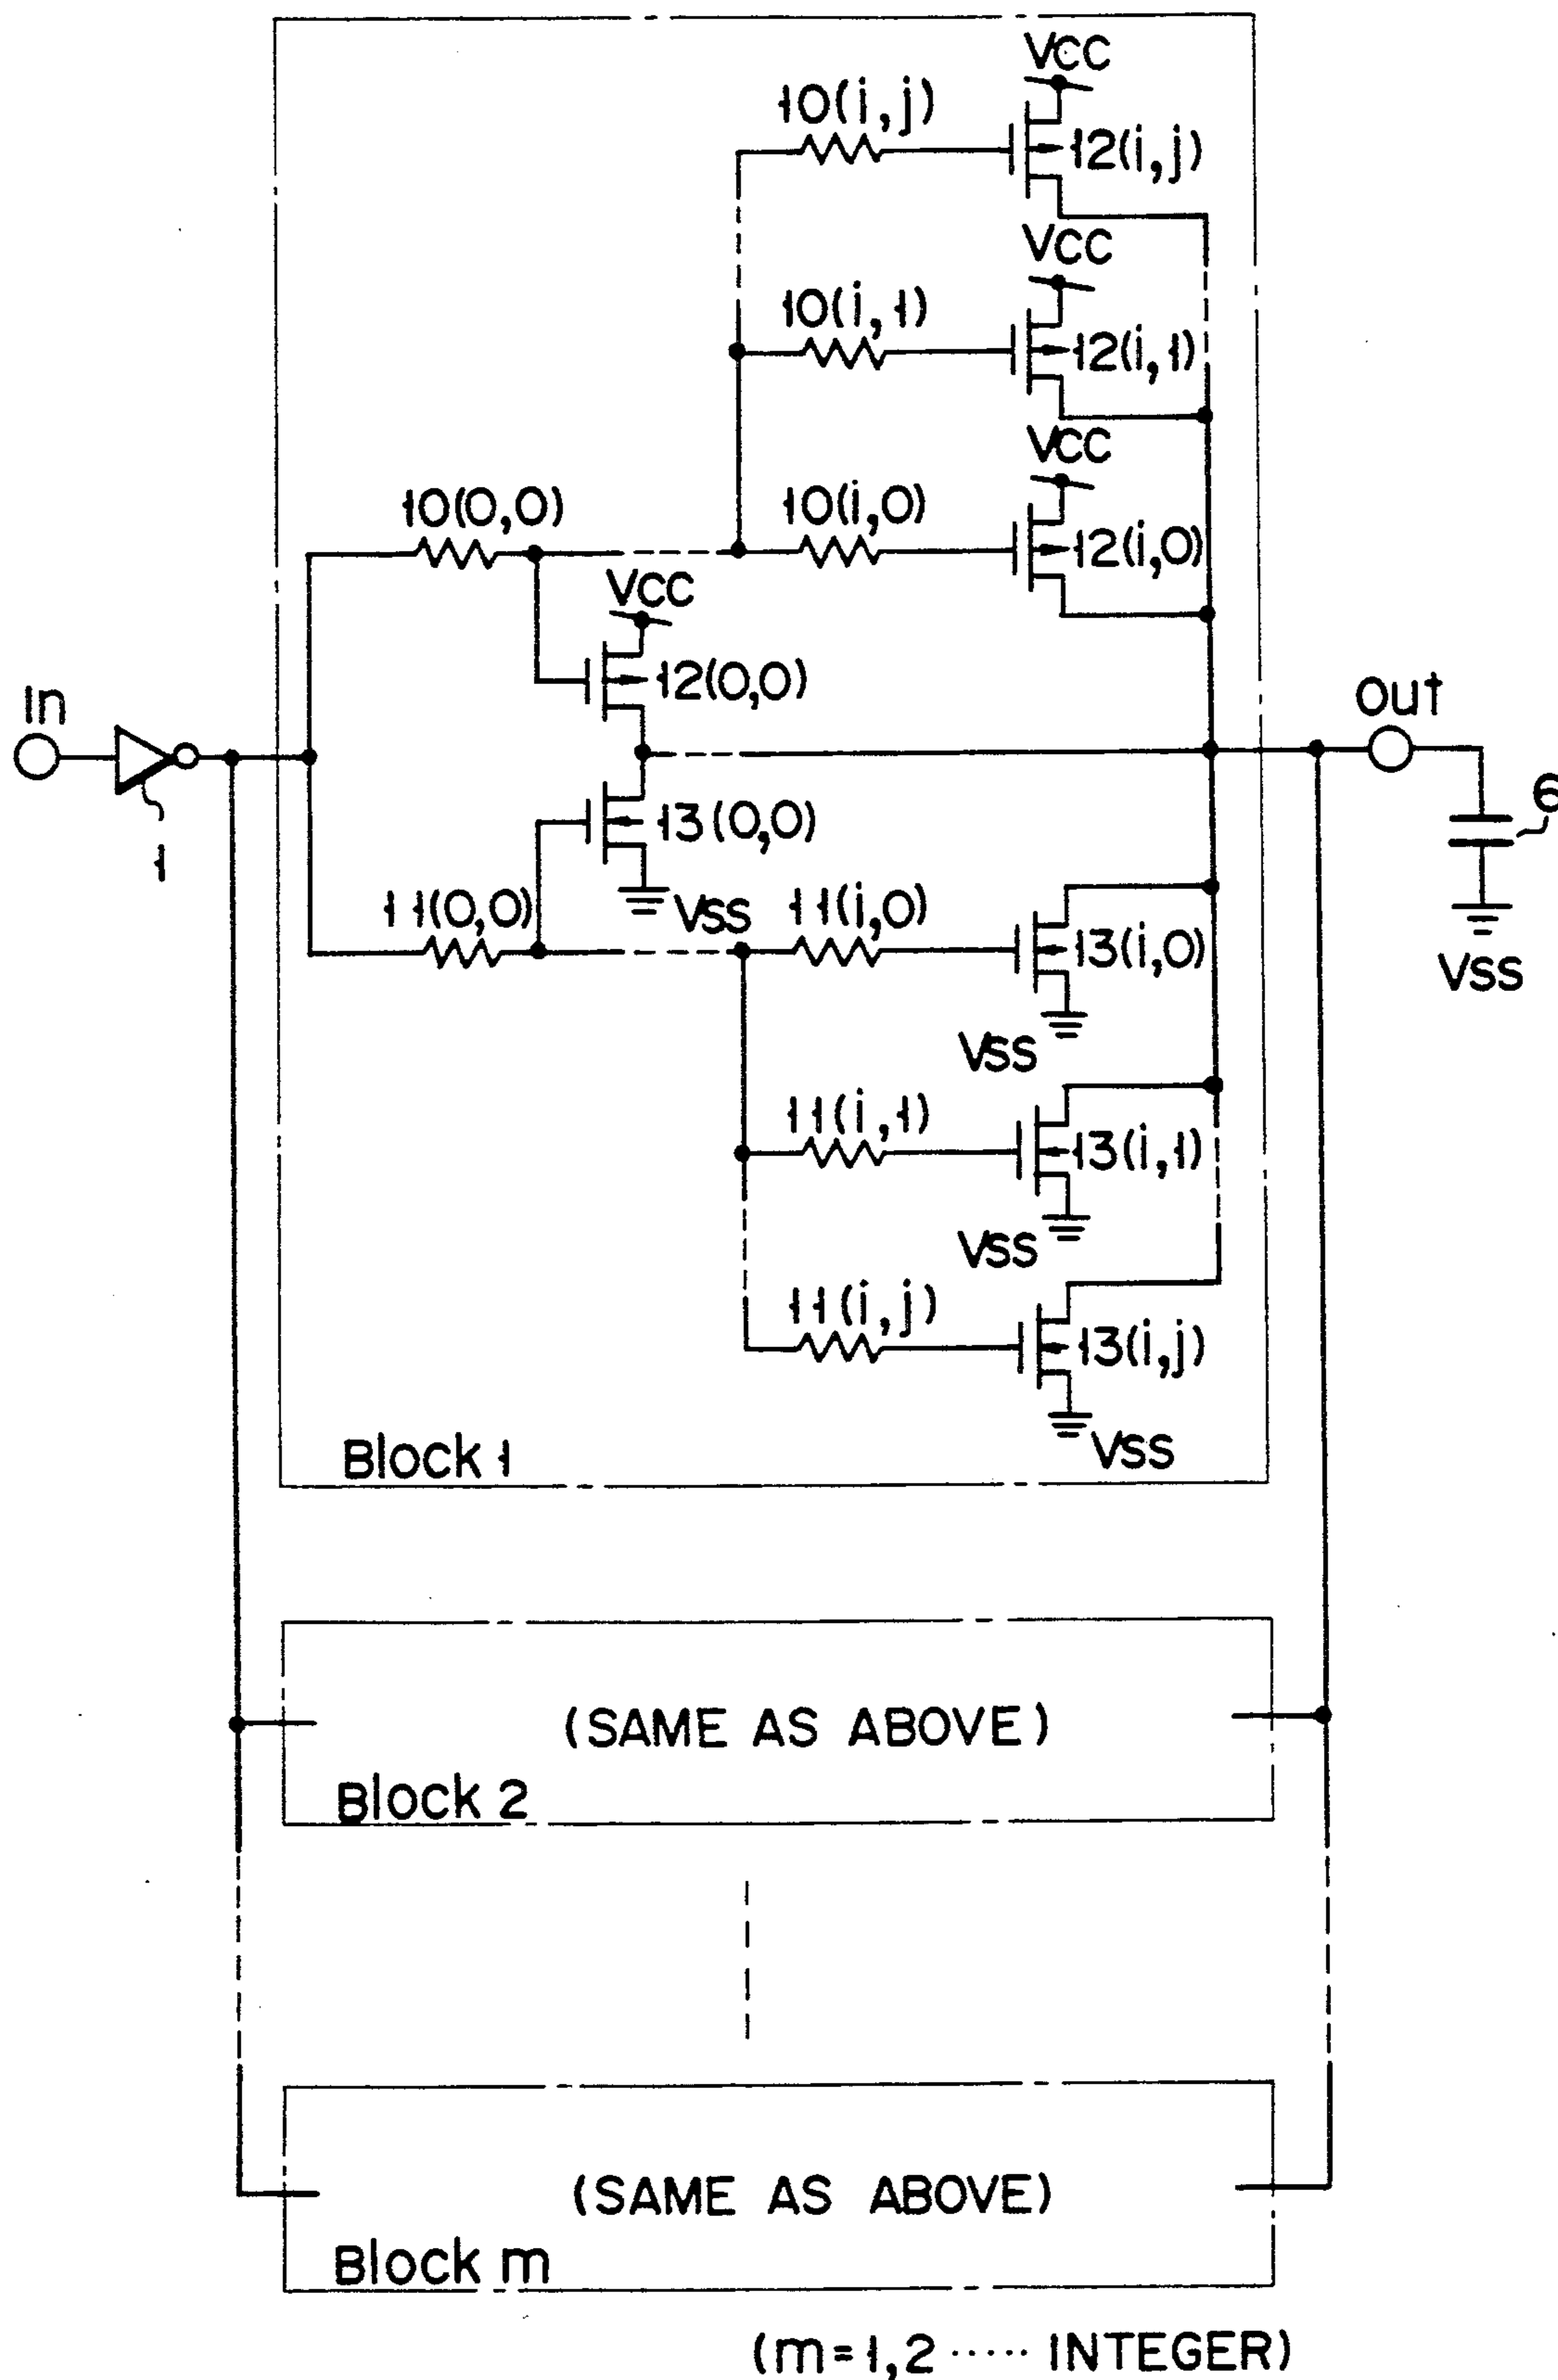 VCC
10(i,j)
12(i,j)
VCC
10(i,1)
12(i,1)
VCC
10(0,0)
10(i,0)
12(i,0)
VCC
In
12(0,0)
out
13(0,0)
6
1
11(0,0)
VSS
11(i,0)
13(i,0)
VSS
VSS
11(i,1)
13(i,1)
VSS
11(i,j)
13(i,j)
Block 1
VSS
(SAME AS ABOVE)
Block 2
(SAME AS ABOVE)
Block m
(m=1,2 ····· INTEGER)